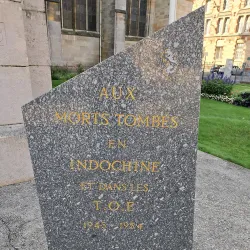 AUX
MORTS TOMBÉS
EN
INDOCHINE
ET DANS LES
T.O.E
1945 - 1954